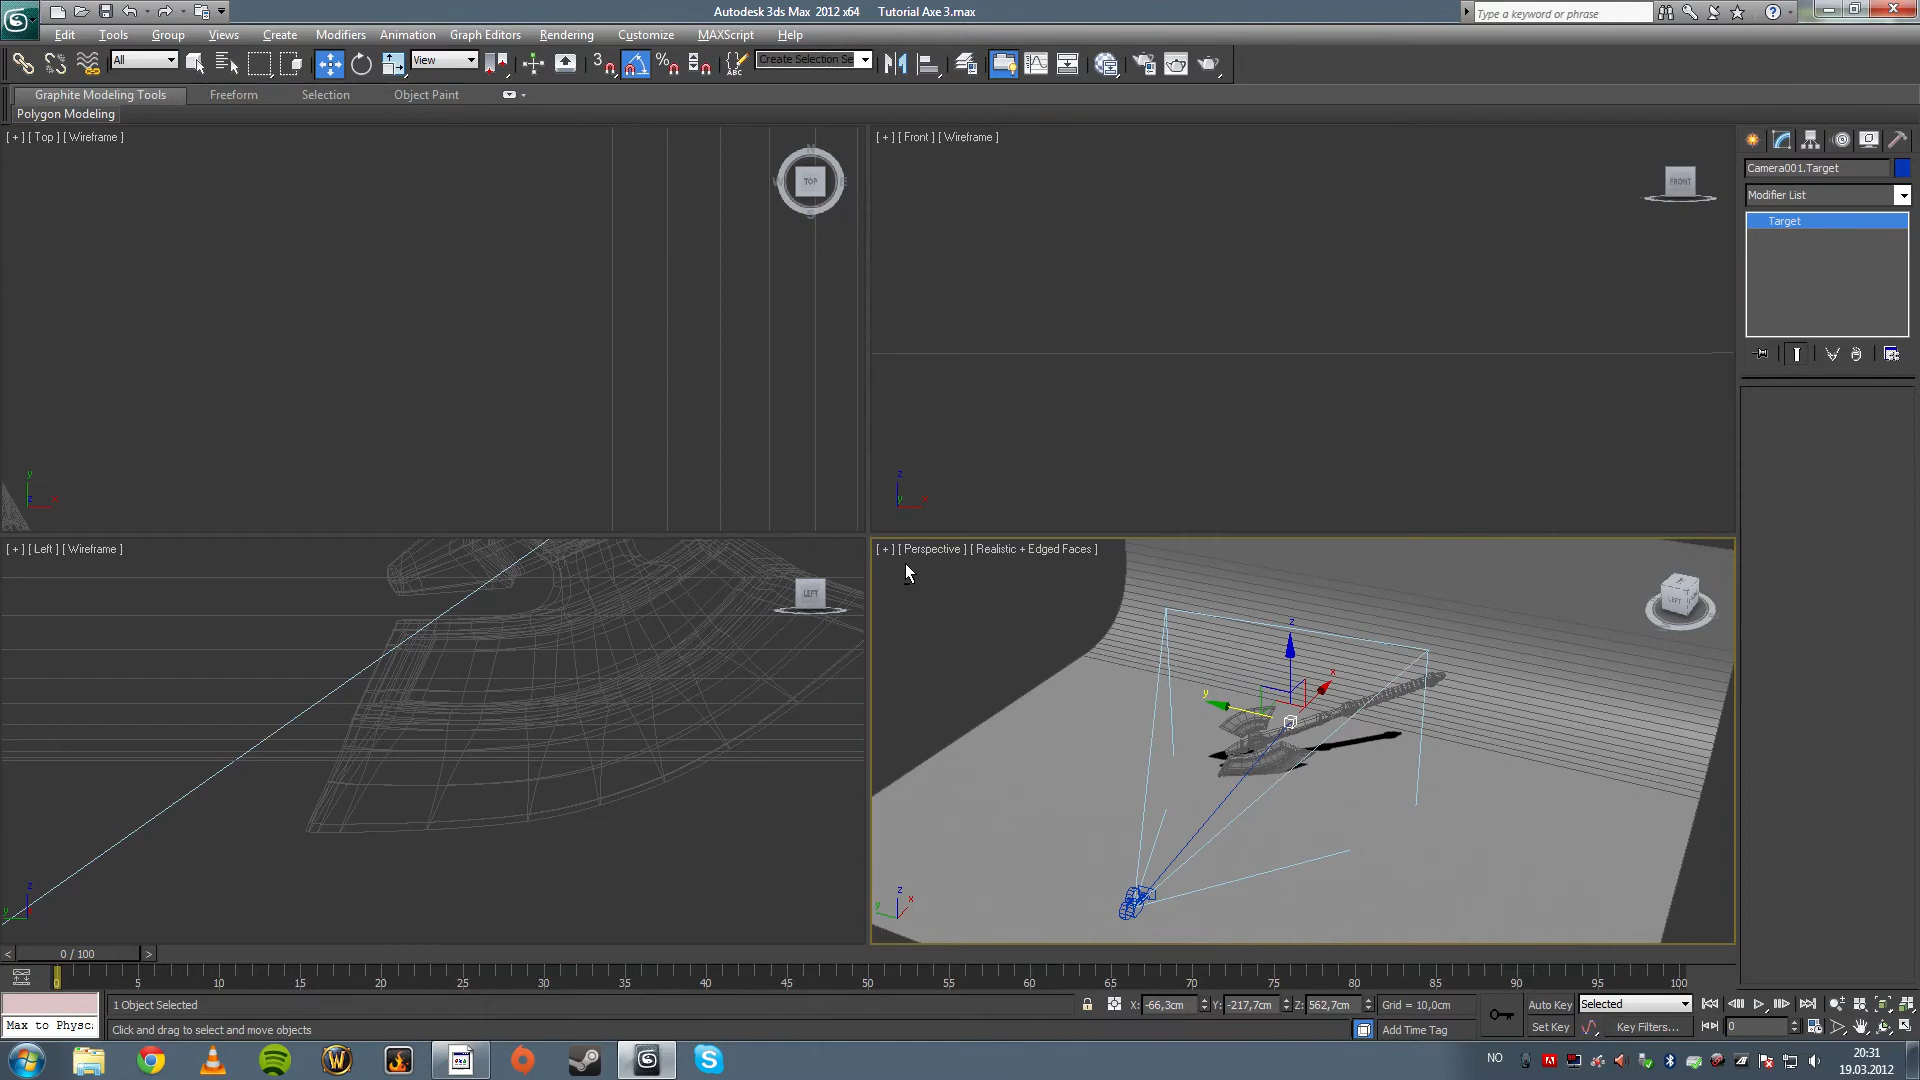 Autodesk 3ds Max 2012 x64 Tutorial Axe 3.max
Type a keyword or phrase
Edit Tools Group Views Create Modifiers Animation Graph Editors Rendering Customize MAXScript Help
All View 3 Create Selection Se
Graphite Modeling Tools Freeform Selection Object Paint
Polygon Modeling
[ + ] [ Top ] [ Wireframe ]
TOP
[ + ] [ Front ] [ Wireframe ]
FRONT
Camera001.Target
Modifier List
Target
[ + ] [ Left ] [ Wireframe ]
LEFT
[ + ] [ Perspective ] [ Realistic + Edged Faces ]
LEFT
z
x
y
0 / 100
0 5 10 15 20 25 30 35 40 45 50 55 60 65 70 75 80 85 90 95 100
1 Object Selected X: -66,3cm Y: -217,7cm Z: 562,7cm Grid = 10,0cm Auto Key Selected
Max to Physc: Click and drag to select and move objects Add Time Tag Set Key Key Filters... 0
NO 20:31
19.03.2012